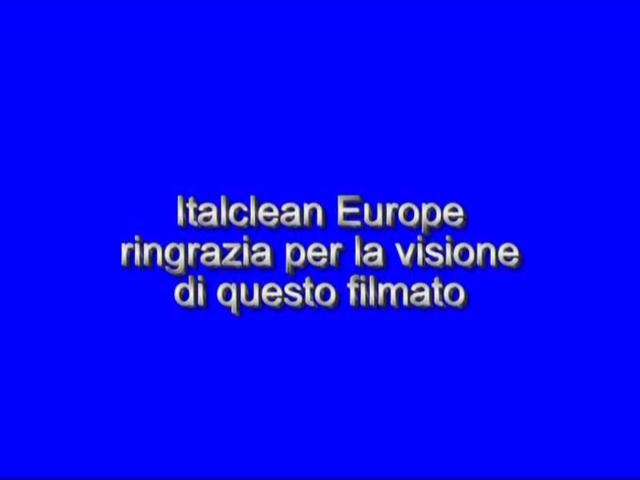 Italclean Europe
ringrazia per la visione
di questo filmato